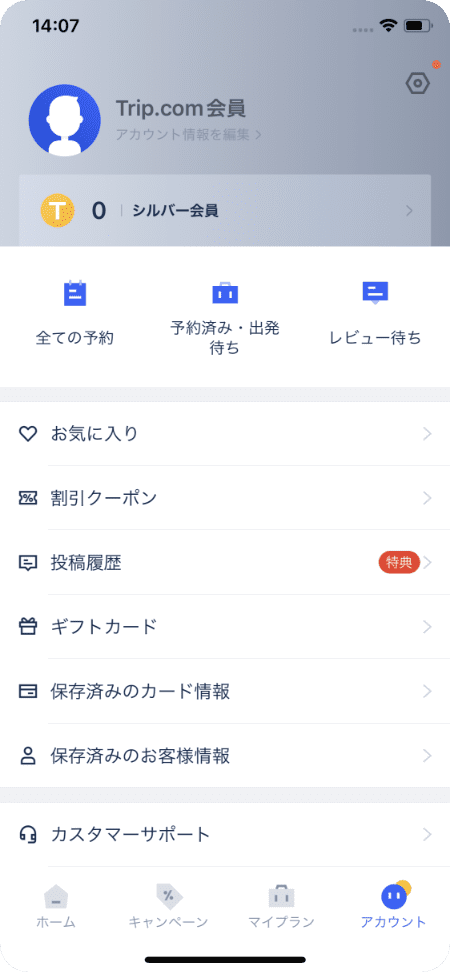 14:07
Trip.com会員
アカウント情報を編集
T 0 シルバー会員
全ての予約
予約済み・出発
待ち
レビュー待ち
お気に入り
割引クーポン
投稿履歴 特典
ギフトカード
保存済みのカード情報
保存済みのお客様情報
カスタマーサポート
ホーム キャンペーン マイプラン アカウント